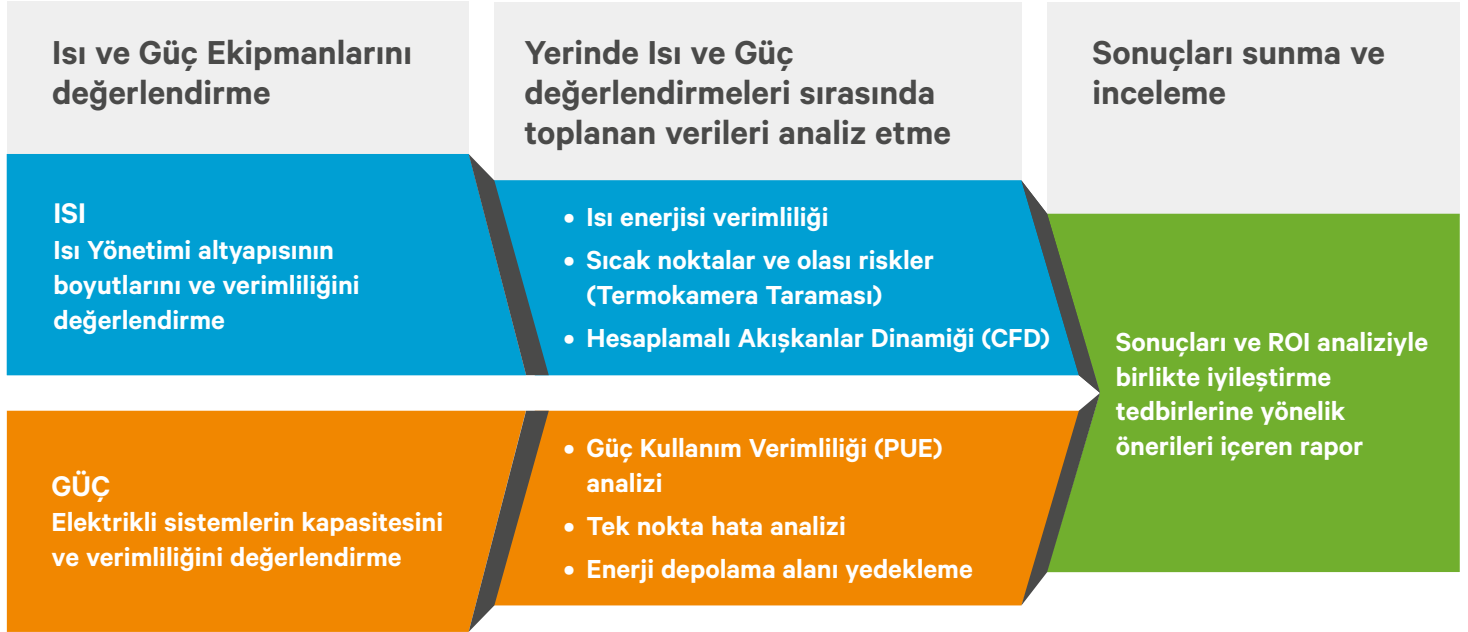 Isı ve Güç Ekipmanlarını
değerlendirme
Yerinde Isı ve Güç
değerlendirmeleri sırasında
toplanan verileri analiz etme
Sonuçları sunma ve
inceleme
ISI
Isı Yönetimi altyapısının
boyutlarını ve verimliliğini
değerlendirme
• Isı enerjisi verimliliği
• Sıcak noktalar ve olası riskler
(Termokamera Taraması)
• Hesaplamalı Akışkanlar Dinamiği (CFD)
GÜÇ
Elektrikli sistemlerin kapasitesini
ve verimliliğini değerlendirme
• Güç Kullanım Verimliliği (PUE)
analizi
• Tek nokta hata analizi
• Enerji depolama alanı yedekleme
Sonuçları ve ROI analiziyle
birlikte iyileştirme
tedbirlerine yönelik
önerileri içeren rapor